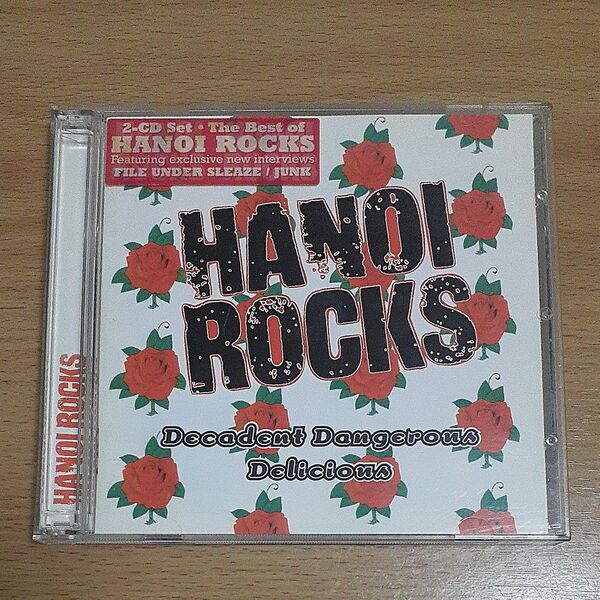 2-CD Set • The Best of
HANOI ROCKS
Featuring exclusive new interviews
FILE UNDER SLEAZE / JUNK
HANOI
ROCKS
Decadent Dangerous
Delicious
HANOI ROCKS